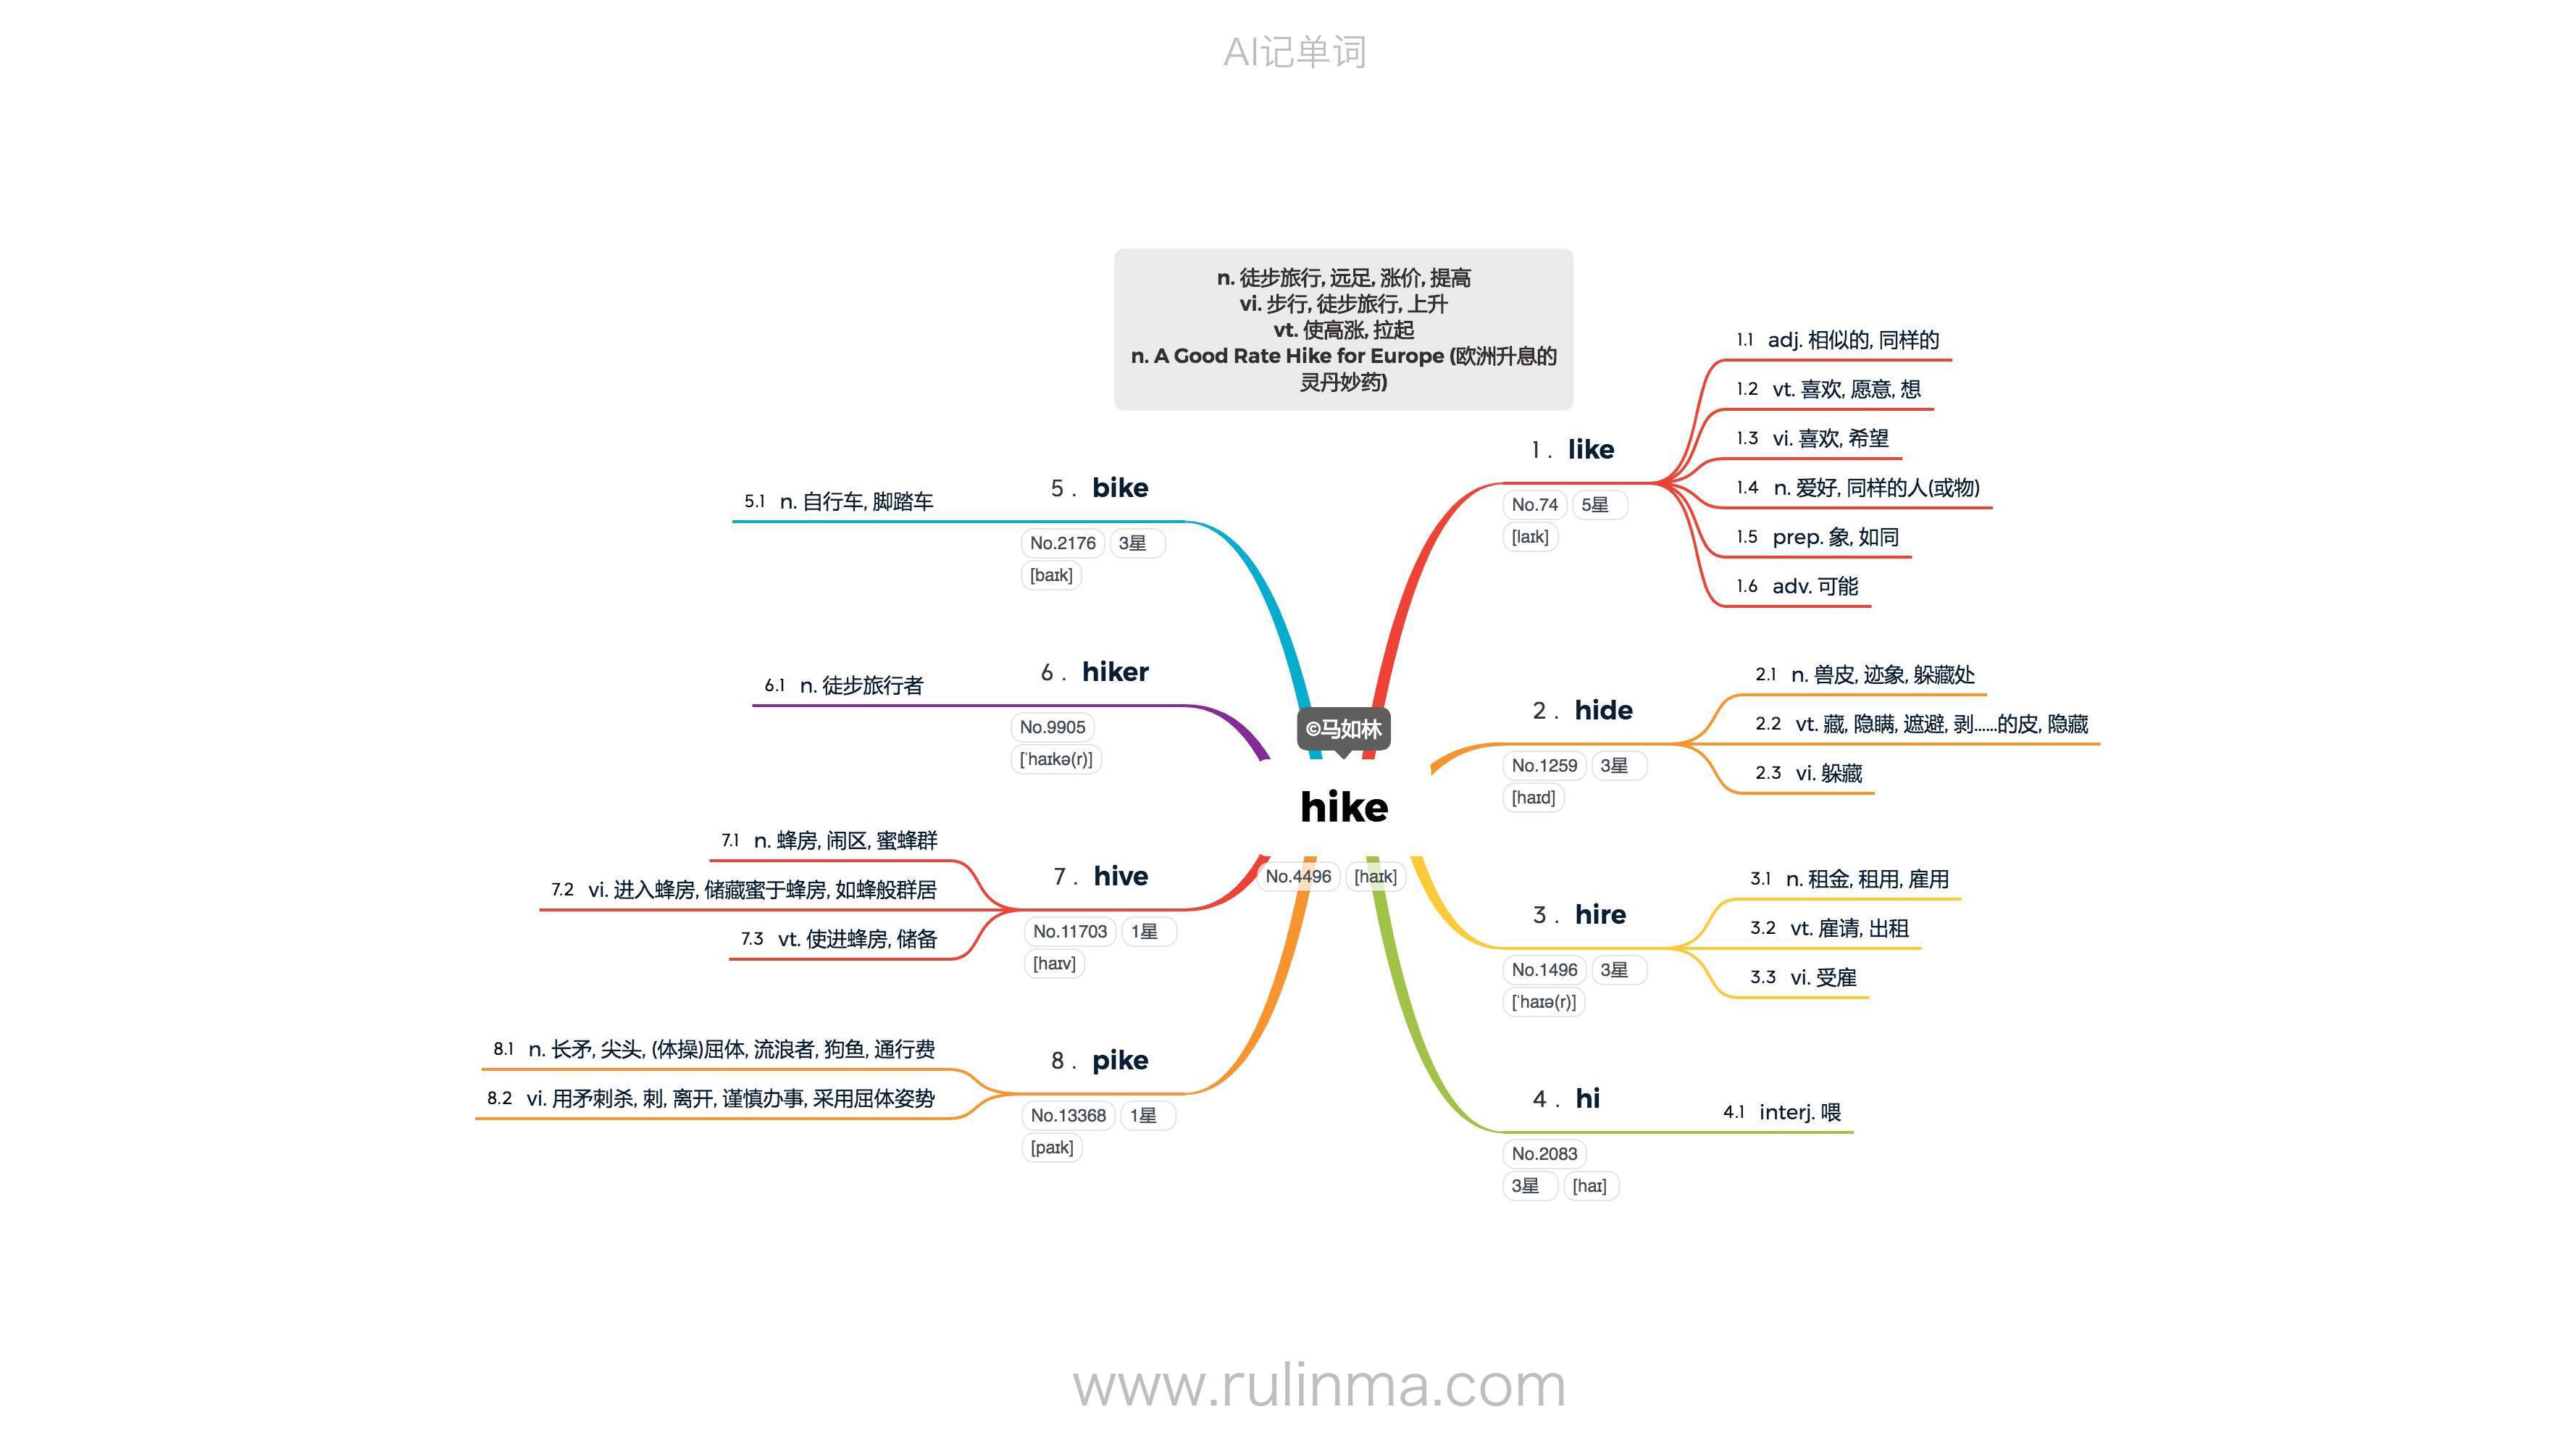 AI记单词
n. 徒步旅行, 远足, 涨价, 提高
vi. 步行, 徒步旅行, 上升
vt. 使高涨, 拉起
n. A Good Rate Hike for Europe (欧洲升息的
灵丹妙药)
©马如林
hike
No.4496 [haɪk]
1 . like
No.74 5星
[laɪk]
1.1 adj. 相似的, 同样的
1.2 vt. 喜欢, 愿意, 想
1.3 vi. 喜欢, 希望
1.4 n. 爱好, 同样的人(或物)
1.5 prep. 象, 如同
1.6 adv. 可能
2 . hide
No.1259 3星
[haɪd]
2.1 n. 兽皮, 迹象, 躲藏处
2.2 vt. 藏, 隐瞒, 遮避, 剥……的皮, 隐藏
2.3 vi. 躲藏
3 . hire
No.1496 3星
[ˈhaɪə(r)]
3.1 n. 租金, 租用, 雇用
3.2 vt. 雇请, 出租
3.3 vi. 受雇
4 . hi
No.2083
3星 [haɪ]
4.1 interj. 喂
5 . bike
No.2176 3星
[baɪk]
5.1 n. 自行车, 脚踏车
6 . hiker
No.9905
[ˈhaɪkə(r)]
6.1 n. 徒步旅行者
7 . hive
No.11703 1星
[haɪv]
7.1 n. 蜂房, 闹区, 蜜蜂群
7.2 vi. 进入蜂房, 储藏蜜于蜂房, 如蜂般群居
7.3 vt. 使进蜂房, 储备
8 . pike
No.13368 1星
[paɪk]
8.1 n. 长矛, 尖头, (体操)屈体, 流浪者, 狗鱼, 通行费
8.2 vi. 用矛刺杀, 刺, 离开, 谨慎办事, 采用屈体姿势
www.rulinma.com